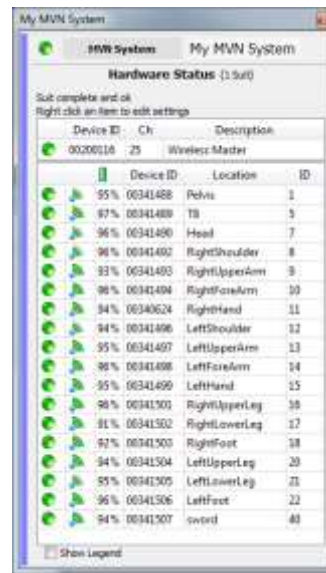 My MVN System
MVN System My MVN System
Hardware Status (1 Suit)
Suit complete and ok
Right click an item to edit settings
Device ID Ch Description
00200116 25 Wireless Master
Device ID Location ID
95% 00341488 Pelvis 1
97% 00341489 T8 5
96% 00341490 Head 7
96% 00341492 RightShoulder 8
93% 00341493 RightUpperArm 9
96% 00341494 RightForeArm 10
94% 00340624 RightHand 11
94% 00341496 LeftShoulder 12
95% 00341497 LeftUpperArm 13
96% 00341498 LeftForeArm 14
95% 00341499 LeftHand 15
96% 00341501 RightUpperLeg 16
91% 00341502 RightLowerLeg 17
92% 00341503 RightFoot 18
94% 00341504 LeftUpperLeg 20
95% 00341505 LeftLowerLeg 21
96% 00341506 LeftFoot 22
94% 00341507 sword 40
Show Legend